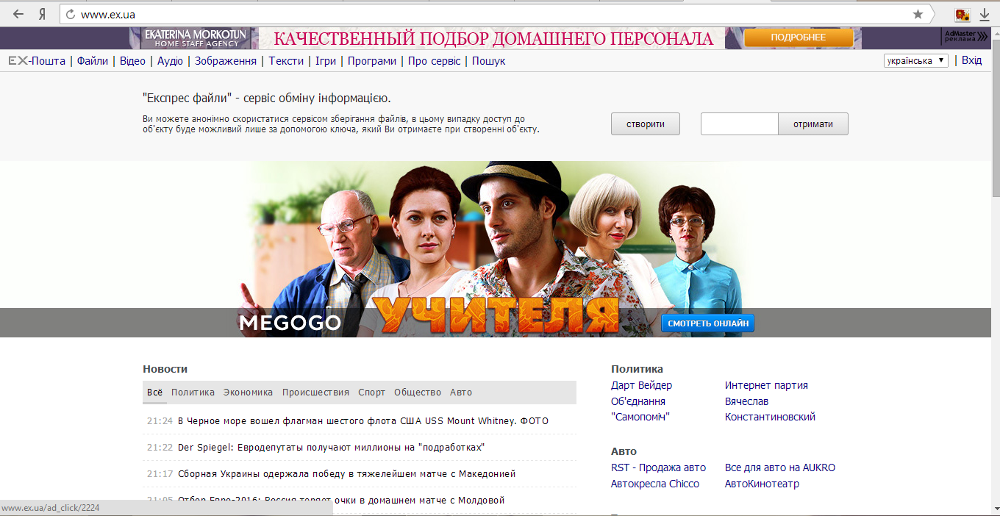 Я
www.ex.ua
EKATERINA MORKOTUN
HOME STAFF AGENCY
КАЧЕСТВЕННЫЙ ПОДБОР ДОМАШНЕГО ПЕРСОНАЛА
ПОДРОБНЕЕ
AdMaster
реклама
EX-Пошта | Файли | Відео | Аудіо | Зображення | Тексти | Ігри | Програми | Про сервіс | Пошук
українська | Вхід
"Експрес файли" - сервіс обміну інформацією.
Ви можете анонімно скористатися сервісом зберігання файлів, в цьому випадку доступ до
об'єкту буде можливий лише за допомогою ключа, який Ви отримаєте при створенні об'єкту.
створити
отримати
MEGOGO
УЧИТЕЛЯ
СМОТРЕТЬ ОНЛАЙН
Новости
Всё Политика Экономика Происшествия Спорт Общество Авто
21:24 В Черное море вошел флагман шестого флота США USS Mount Whitney. ФОТО
21:22 Der Spiegel: Евродепутаты получают миллионы на "подработках"
21:17 Сборная Украины одержала победу в тяжелейшем матче с Македонией
21:05 Отбор Евро-2016: Россия теряет очки в домашнем матче с Молдовой
Политика
Дарт Вейдер
Об'єднання
"Самопоміч"
Интернет партия
Вячеслав
Константиновский
Авто
RST - Продажа авто
Автокресла Chicco
Все для авто на AUKRO
АвтоКинотеатр
www.ex.ua/ad_click/2224